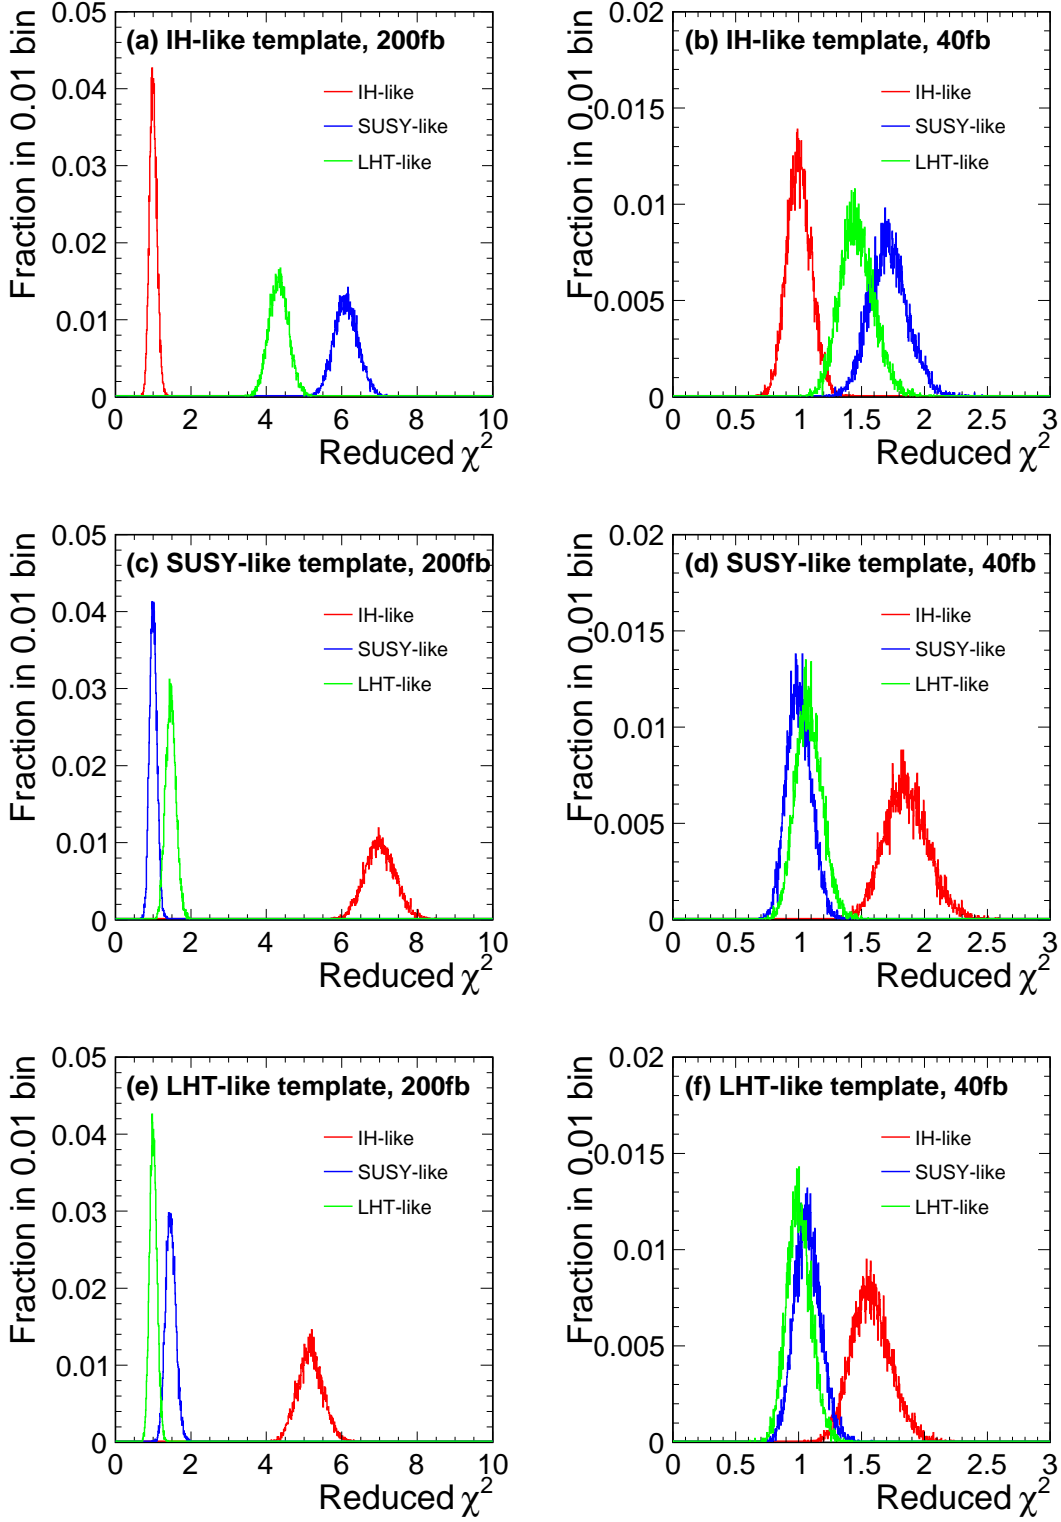 (a) IH-like template, 200fb
Fraction in 0.01 bin
0.05
0.04
0.03
0.02
0.01
0
IH-like
SUSY-like
LHT-like
0 2 4 6 8 10
Reduced χ²
(b) IH-like template, 40fb
Fraction in 0.01 bin
0.02
0.015
0.01
0.005
0
IH-like
SUSY-like
LHT-like
0 0.5 1 1.5 2 2.5 3
Reduced χ²
(c) SUSY-like template, 200fb
Fraction in 0.01 bin
0.05
0.04
0.03
0.02
0.01
0
IH-like
SUSY-like
LHT-like
0 2 4 6 8 10
Reduced χ²
(d) SUSY-like template, 40fb
Fraction in 0.01 bin
0.02
0.015
0.01
0.005
0
IH-like
SUSY-like
LHT-like
0 0.5 1 1.5 2 2.5 3
Reduced χ²
(e) LHT-like template, 200fb
Fraction in 0.01 bin
0.05
0.04
0.03
0.02
0.01
0
IH-like
SUSY-like
LHT-like
0 2 4 6 8 10
Reduced χ²
(f) LHT-like template, 40fb
Fraction in 0.01 bin
0.02
0.015
0.01
0.005
0
IH-like
SUSY-like
LHT-like
0 0.5 1 1.5 2 2.5 3
Reduced χ²